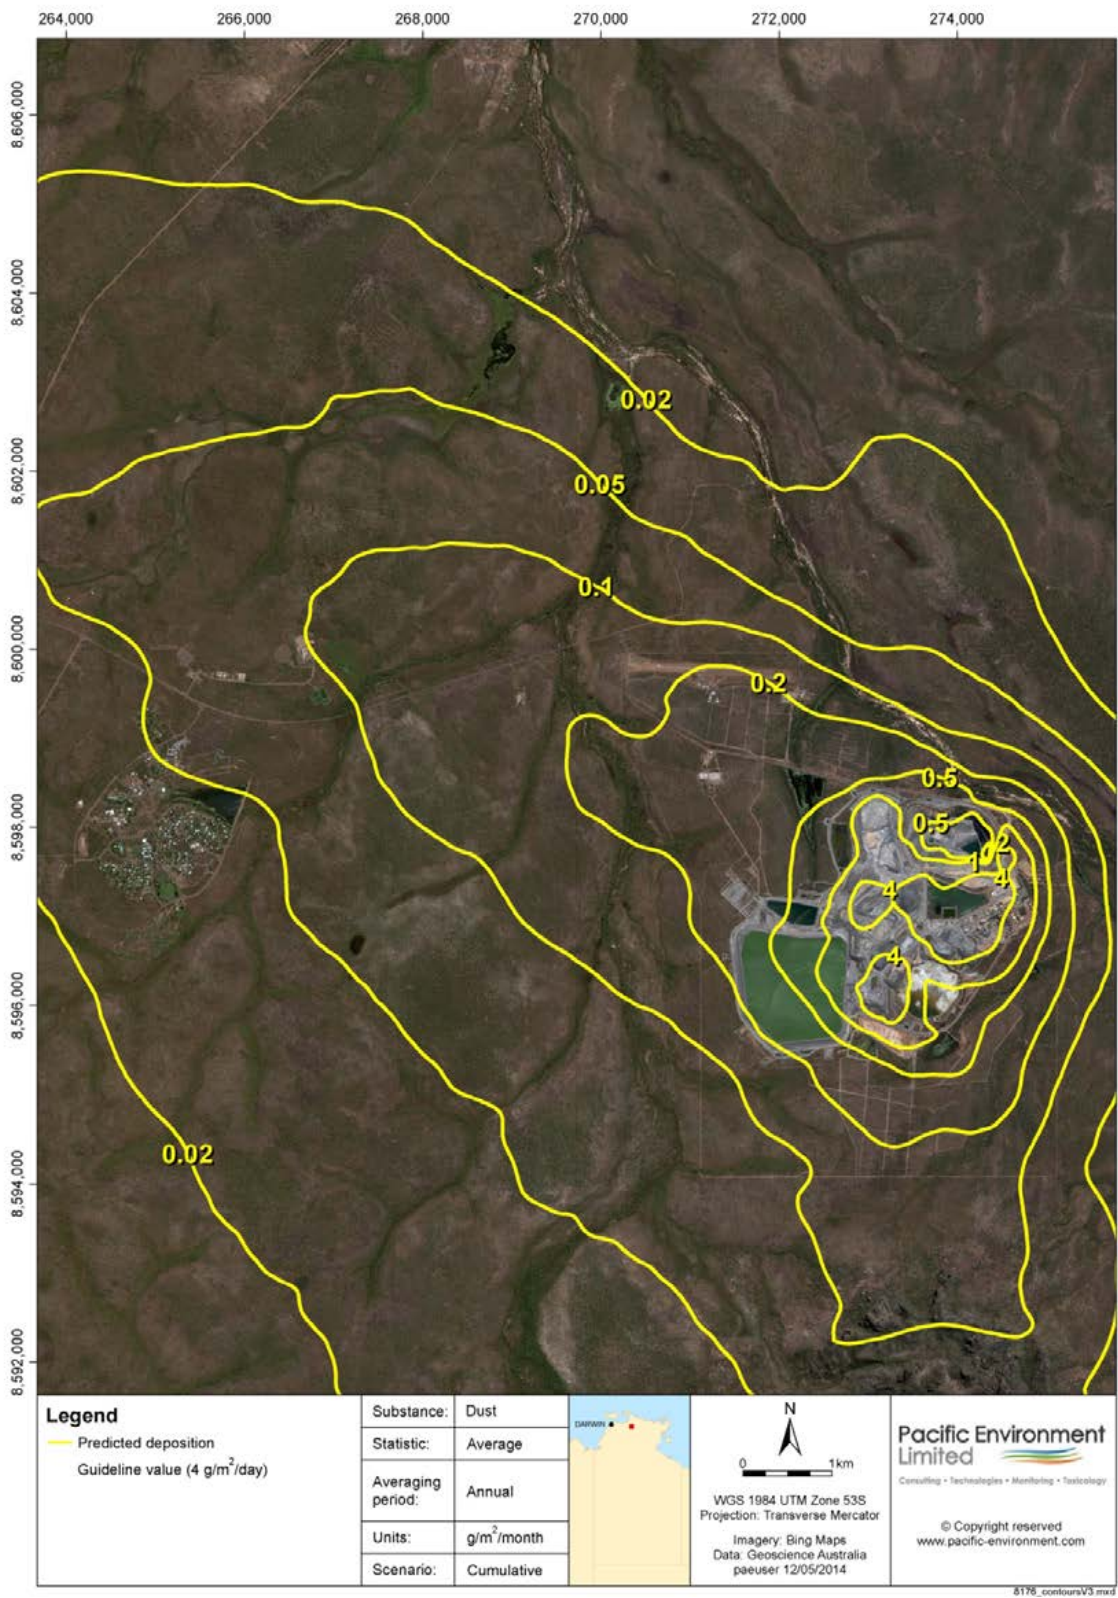 264,000 266,000 268,000 270,000 272,000 274,000
8,606,000
8,604,000
8,602,000
8,600,000
8,598,000
8,596,000
8,594,000
8,592,000
0.02
0.05
0.1
0.2
0.5
0.5
2
1
4
4
4
0.02
Legend
Predicted deposition
Guideline value (4 g/m²/day)
Substance: Dust
Statistic: Average
Averaging period: Annual
Units: g/m²/month
Scenario: Cumulative
DARWIN
N
0 1km
WGS 1984 UTM Zone 53S
Projection: Transverse Mercator
Imagery: Bing Maps
Data: Geoscience Australia
paeuser 12/05/2014
Pacific Environment
Limited
Consulting • Technologies • Monitoring • Toxicology
© Copyright reserved
www.pacific-environment.com
8176_contoursV3.mxd